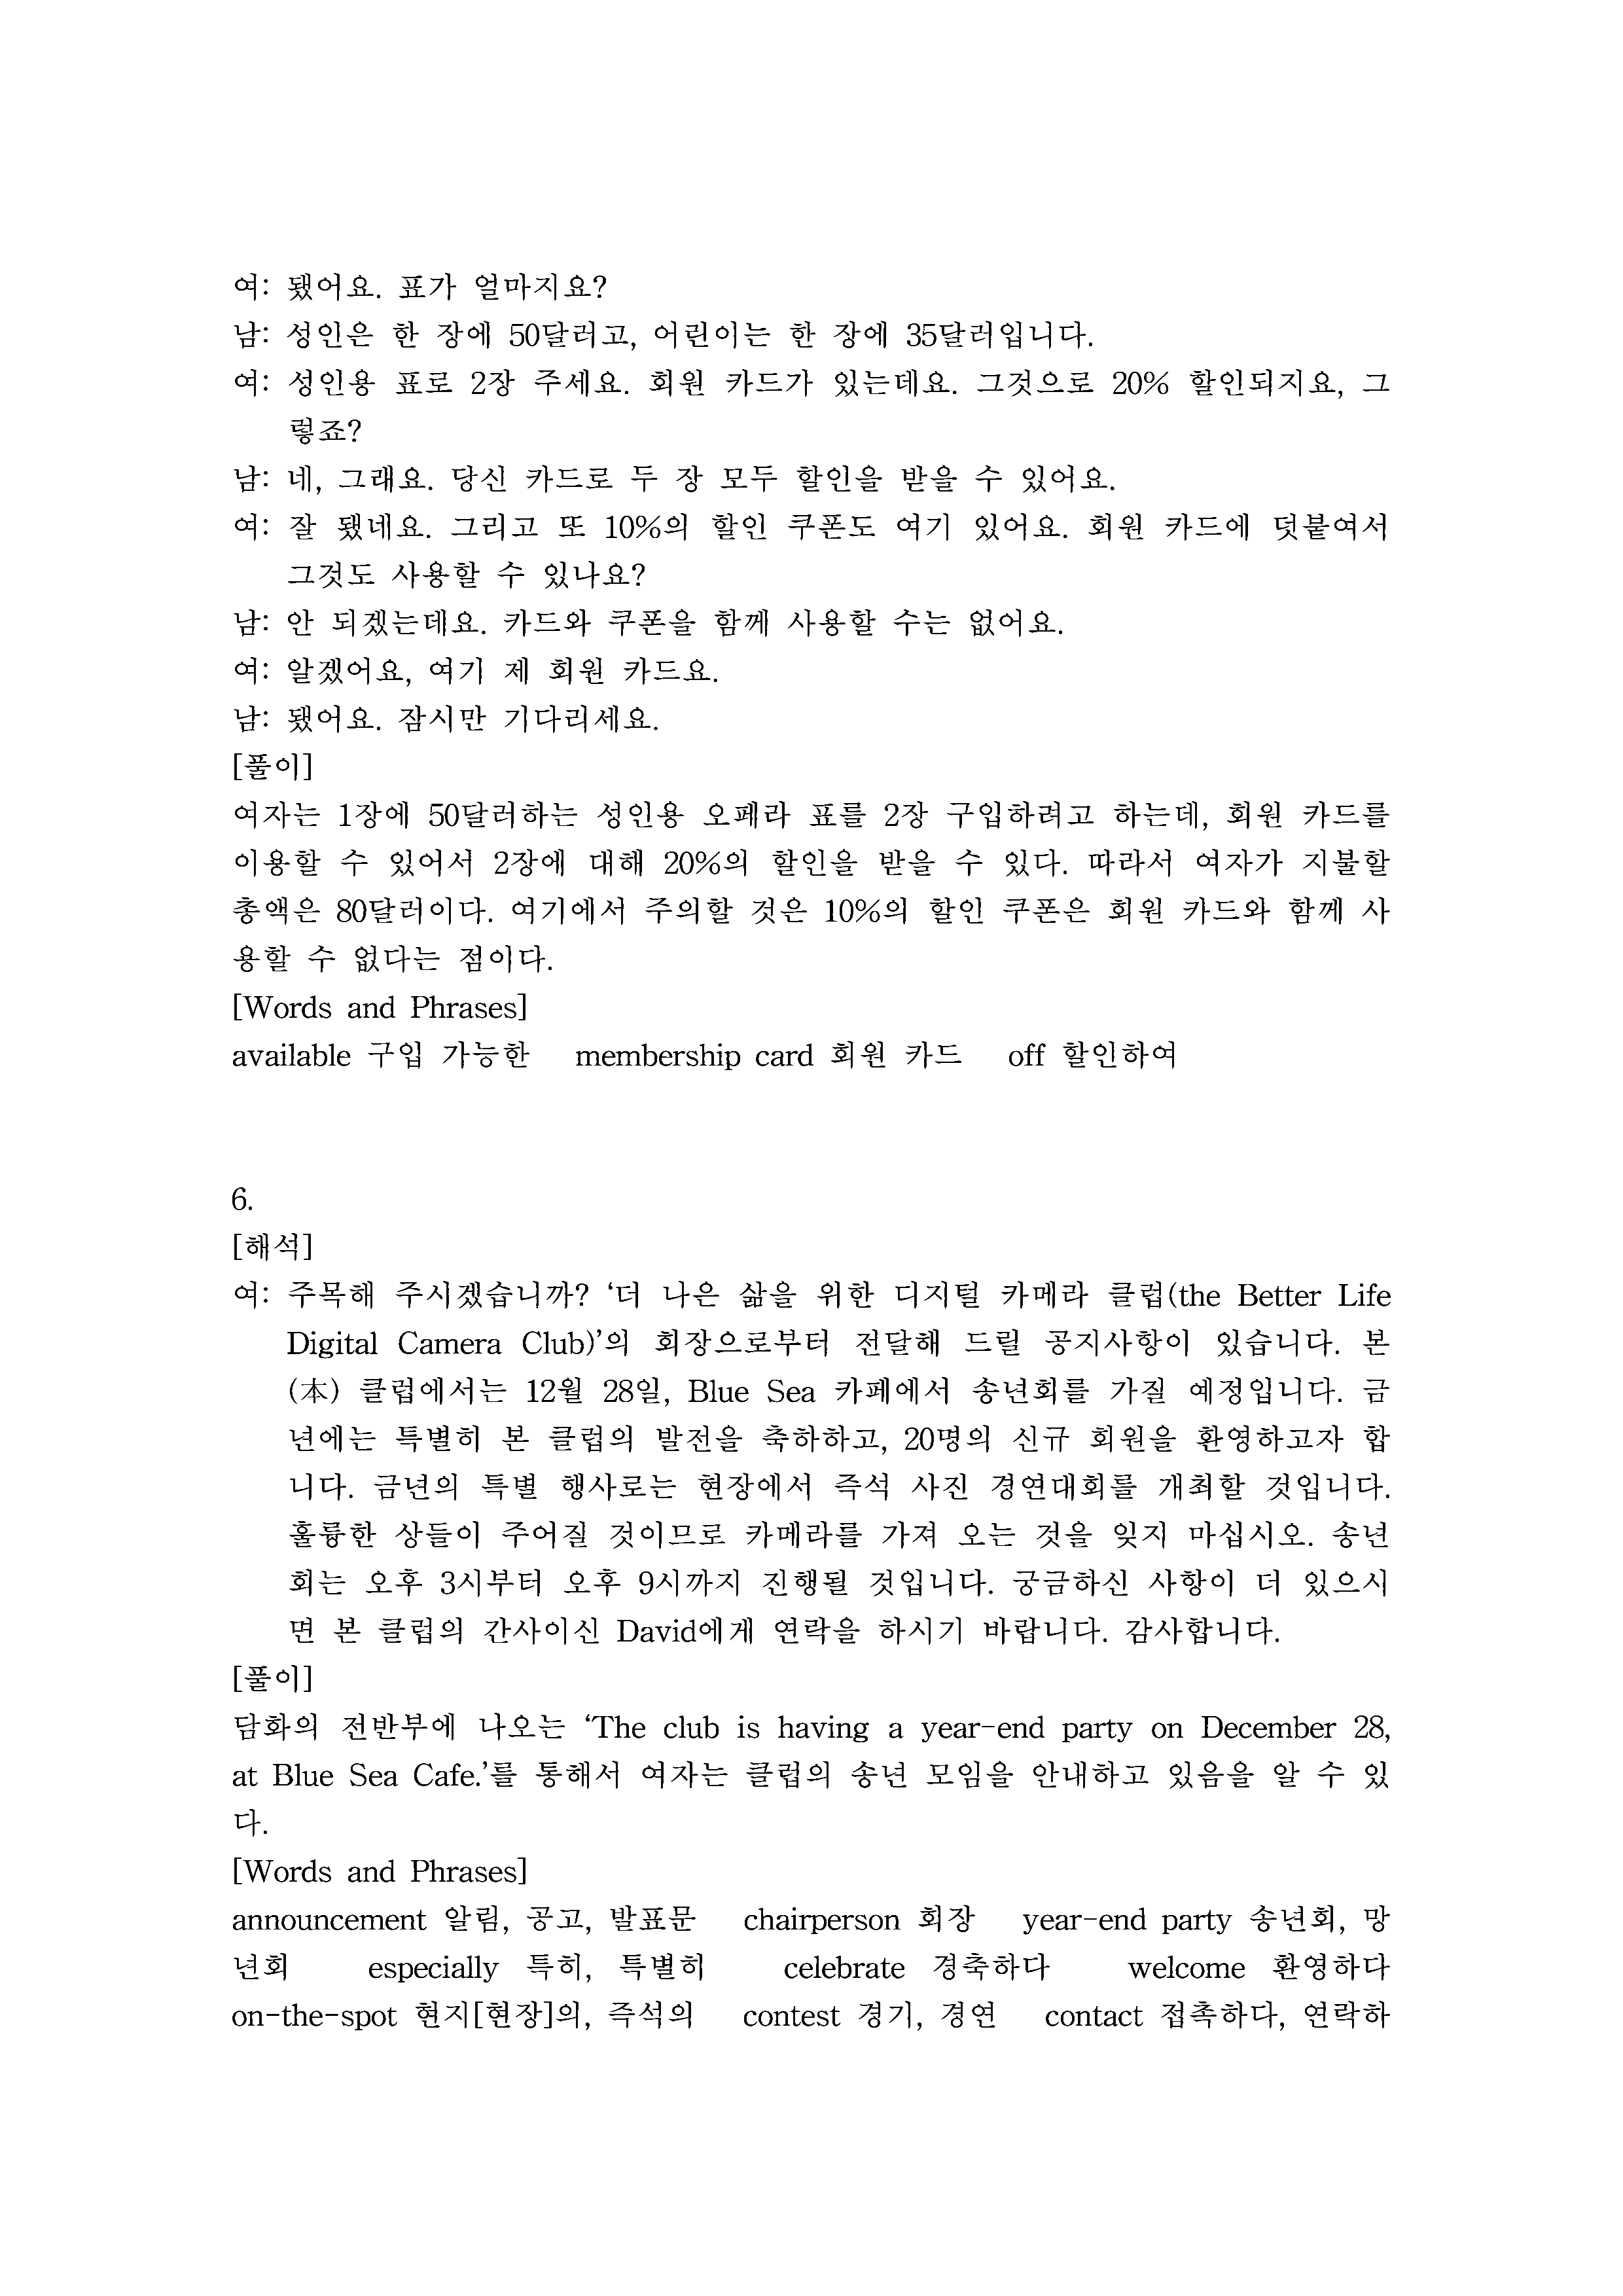 여: 됐어요. 표가 얼마지요?
남: 성인은 한 장에 50달러고, 어린이는 한 장에 35달러입니다.
여: 성인용 표로 2장 주세요. 회원 카드가 있는데요. 그것으로 20% 할인되지요, 그
렇죠?
남: 네, 그래요. 당신 카드로 두 장 모두 할인을 받을 수 있어요.
여: 잘 됐네요. 그리고 또 10%의 할인 쿠폰도 여기 있어요. 회원 카드에 덧붙여서
그것도 사용할 수 있나요?
남: 안 되겠는데요. 카드와 쿠폰을 함께 사용할 수는 없어요.
여: 알겠어요, 여기 제 회원 카드요.
남: 됐어요. 잠시만 기다리세요.
[풀이]
여자는 1장에 50달러하는 성인용 오페라 표를 2장 구입하려고 하는데, 회원 카드를
이용할 수 있어서 2장에 대해 20%의 할인을 받을 수 있다. 따라서 여자가 지불할
총액은 80달러이다. 여기에서 주의할 것은 10%의 할인 쿠폰은 회원 카드와 함께 사
용할 수 없다는 점이다.
[Words and Phrases]
available 구입 가능한 membership card 회원 카드 off 할인하여
6.
[해석]
여: 주목해 주시겠습니까? ‘더 나은 삶을 위한 디지털 카메라 클럽(the Better Life
Digital Camera Club)’의 회장으로부터 전달해 드릴 공지사항이 있습니다. 본
(本) 클럽에서는 12월 28일, Blue Sea 카페에서 송년회를 가질 예정입니다. 금
년에는 특별히 본 클럽의 발전을 축하하고, 20명의 신규 회원을 환영하고자 합
니다. 금년의 특별 행사로는 현장에서 즉석 사진 경연대회를 개최할 것입니다.
훌륭한 상들이 주어질 것이므로 카메라를 가져 오는 것을 잊지 마십시오. 송년
회는 오후 3시부터 오후 9시까지 진행될 것입니다. 궁금하신 사항이 더 있으시
면 본 클럽의 간사이신 David에게 연락을 하시기 바랍니다. 감사합니다.
[풀이]
담화의 전반부에 나오는 ‘The club is having a year-end party on December 28,
at Blue Sea Cafe.’를 통해서 여자는 클럽의 송년 모임을 안내하고 있음을 알 수 있
다.
[Words and Phrases]
announcement 알림, 공고, 발표문 chairperson 회장 year-end party 송년회, 망
년회 especially 특히, 특별히 celebrate 경축하다 welcome 환영하다
on-the-spot 현지[현장]의, 즉석의 contest 경기, 경연 contact 접촉하다, 연락하